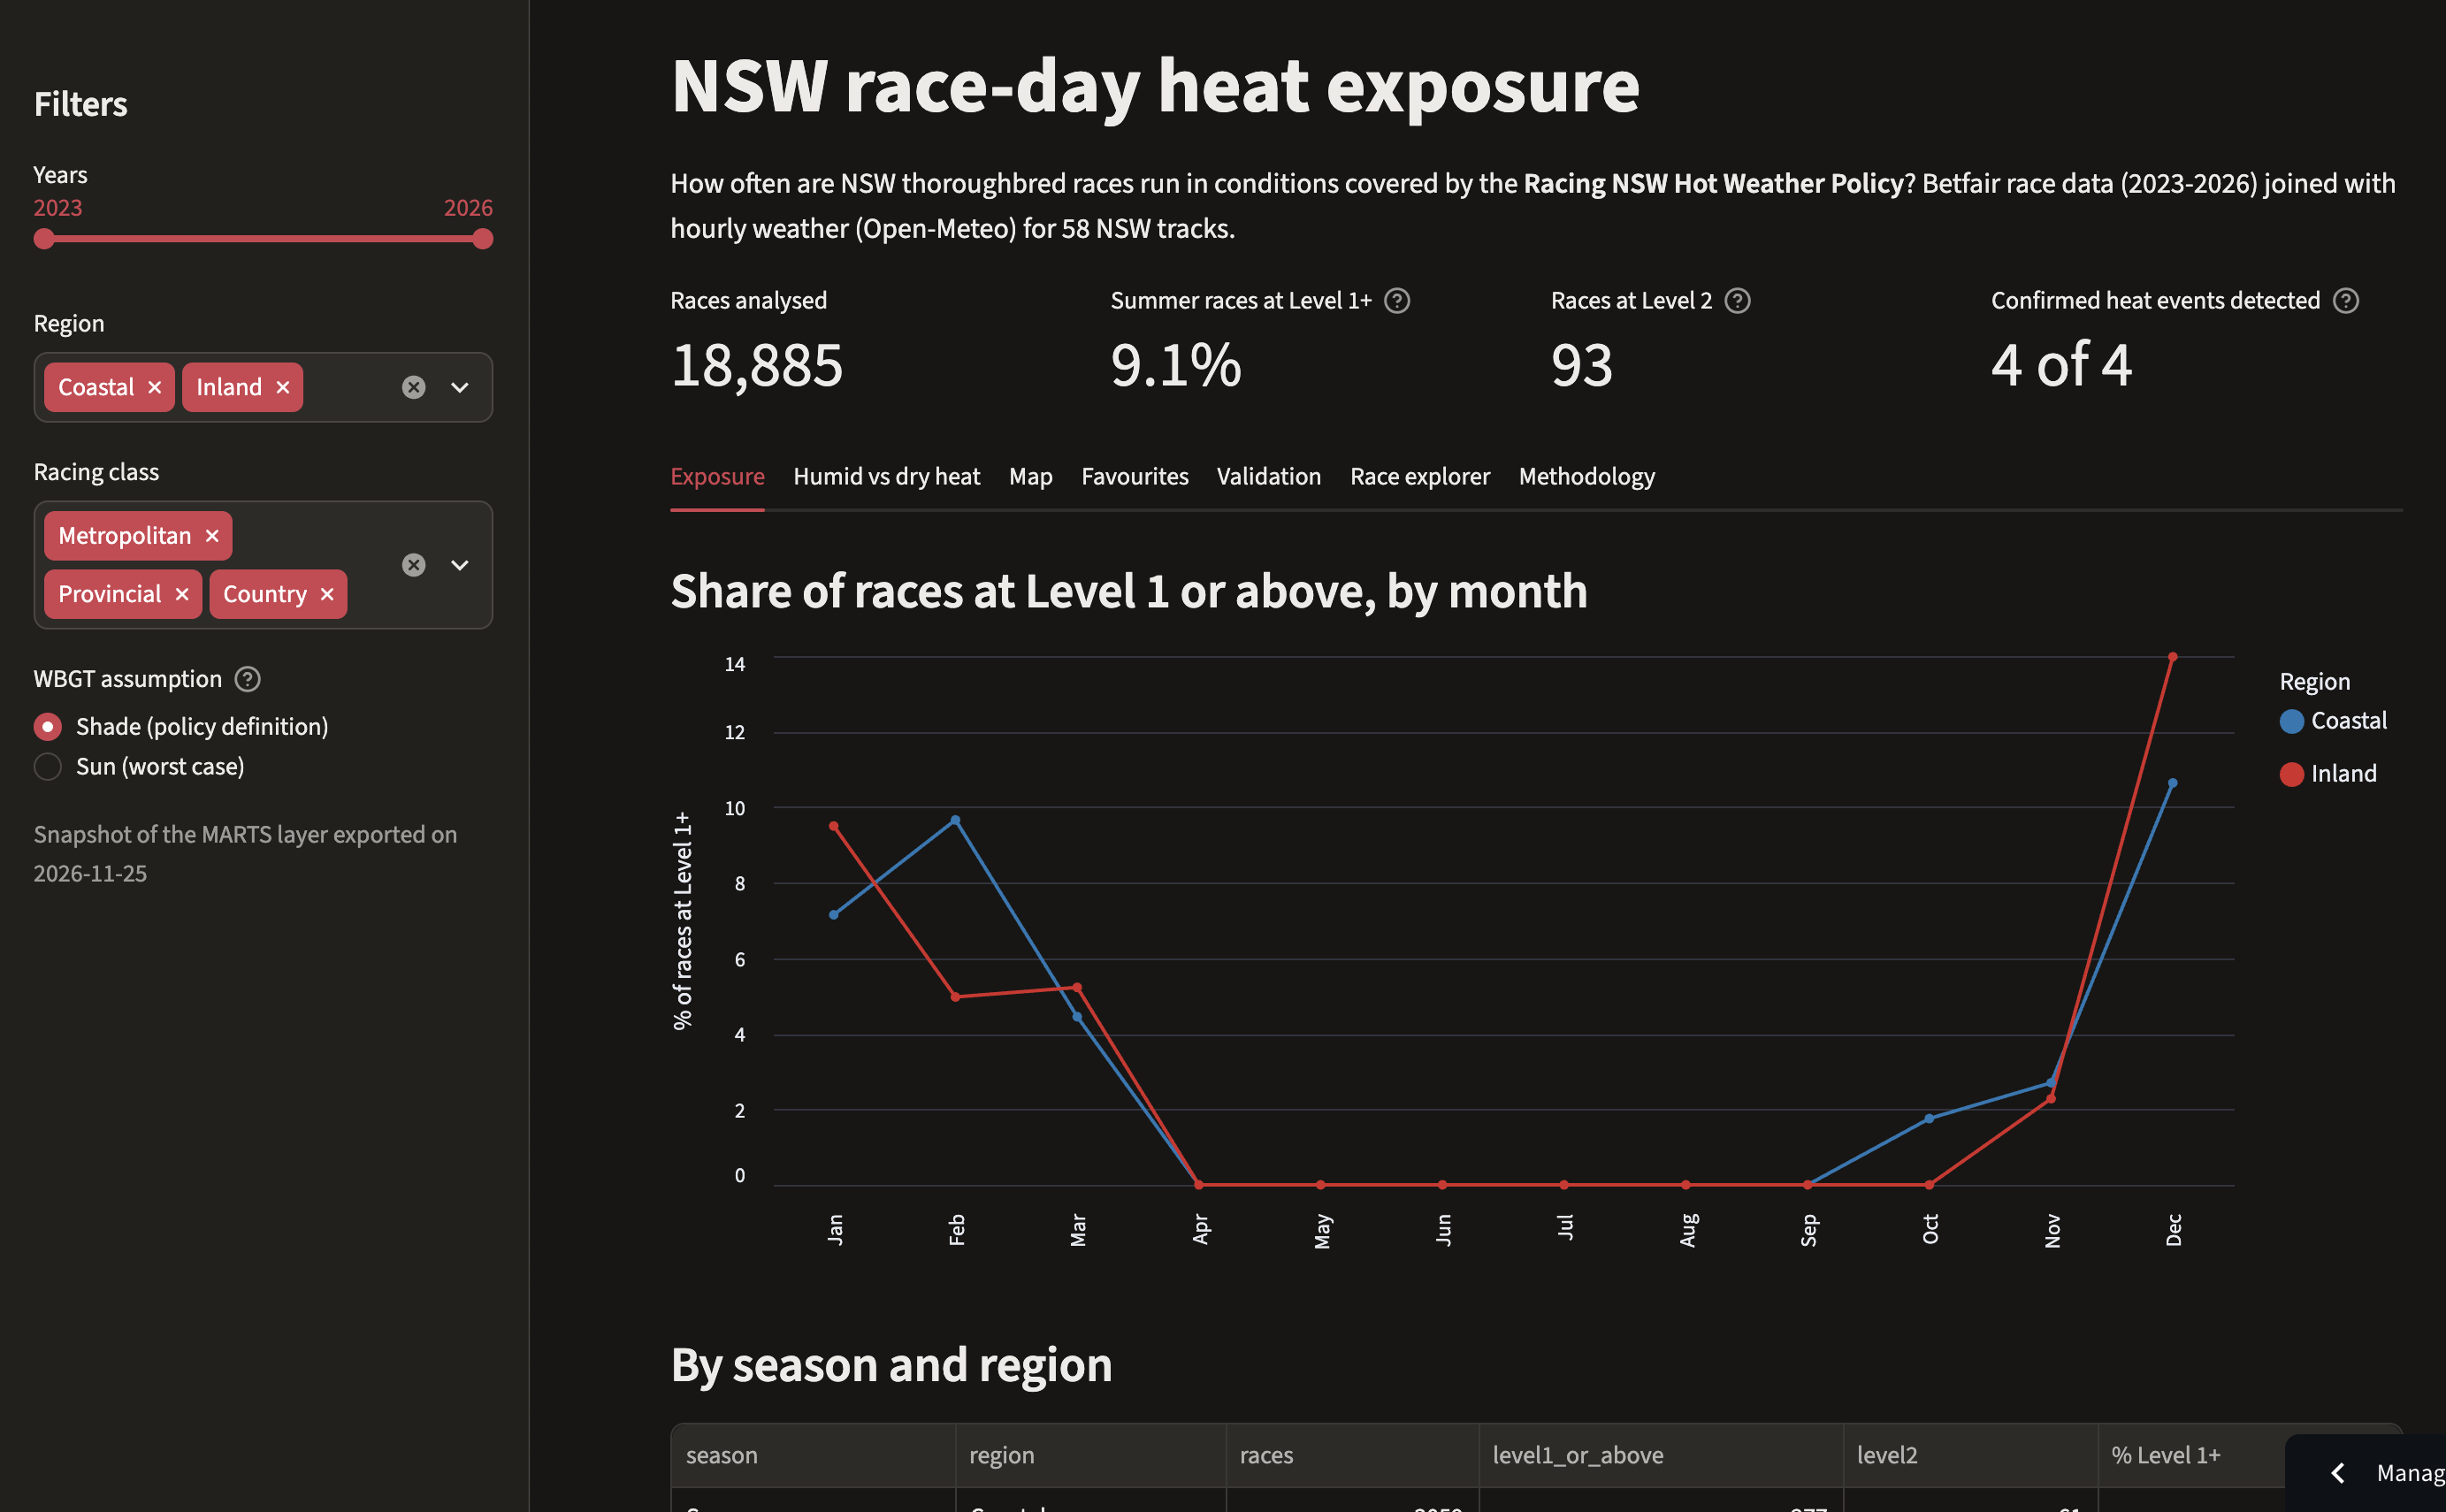 Filters
Years
2023 2026
Region
Coastal Inland
Racing class
Metropolitan
Provincial Country
WBGT assumption
Shade (policy definition)
Sun (worst case)
Snapshot of the MARTS layer exported on
2026-11-25
NSW race-day heat exposure
How often are NSW thoroughbred races run in conditions covered by the Racing NSW Hot Weather Policy? Betfair race data (2023-2026) joined with
hourly weather (Open-Meteo) for 58 NSW tracks.
Races analysed
18,885
Summer races at Level 1+
9.1%
Races at Level 2
93
Confirmed heat events detected
4 of 4
Exposure Humid vs dry heat Map Favourites Validation Race explorer Methodology
Share of races at Level 1 or above, by month
% of races at Level 1+
14
12
10
8
6
4
2
0
Jan Feb Mar Apr May Jun Jul Aug Sep Oct Nov Dec
Region
Coastal
Inland
By season and region
season region races level1_or_above level2 % Level 1+
Manag